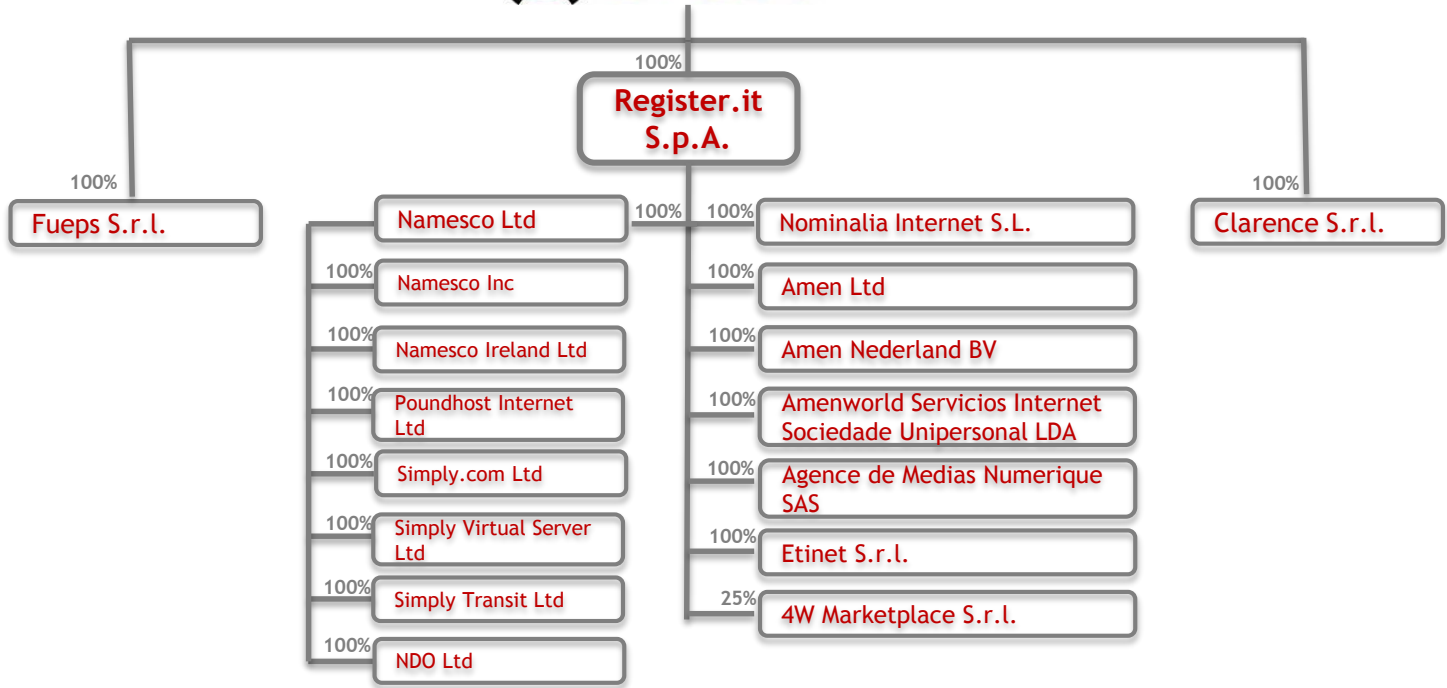 100%
Register.it
S.p.A.
100%
Fueps S.r.l.
100%
Clarence S.r.l.
Namesco Ltd
100%
100%
Nominalia Internet S.L.
100%
Namesco Inc
100%
Amen Ltd
100%
Namesco Ireland Ltd
100%
Amen Nederland BV
100%
Poundhost Internet
Ltd
100%
Amenworld Servicios Internet
Sociedade Unipersonal LDA
100%
Simply.com Ltd
100%
Agence de Medias Numerique
SAS
100%
Simply Virtual Server
Ltd
100%
Etinet S.r.l.
100%
Simply Transit Ltd
25%
4W Marketplace S.r.l.
100%
NDO Ltd